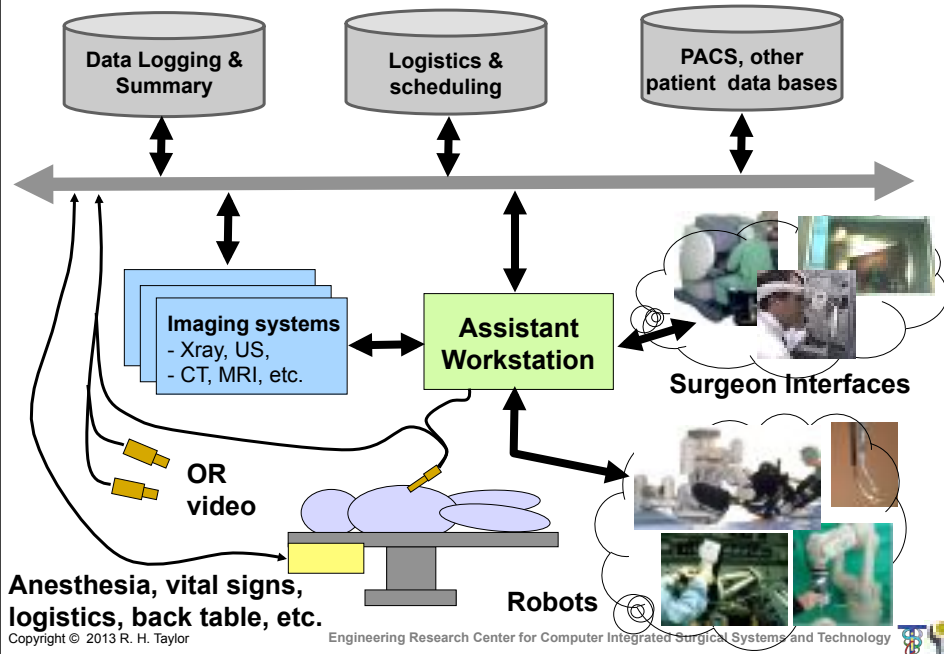 Data Logging &
Summary
Logistics &
scheduling
PACS, other
patient data bases
Imaging systems
- Xray, US,
- CT, MRI, etc.
Assistant
Workstation
Surgeon Interfaces
OR
video
Anesthesia, vital signs,
logistics, back table, etc.
Robots
Copyright © 2013 R. H. Taylor
Engineering Research Center for Computer Integrated Surgical Systems and Technology